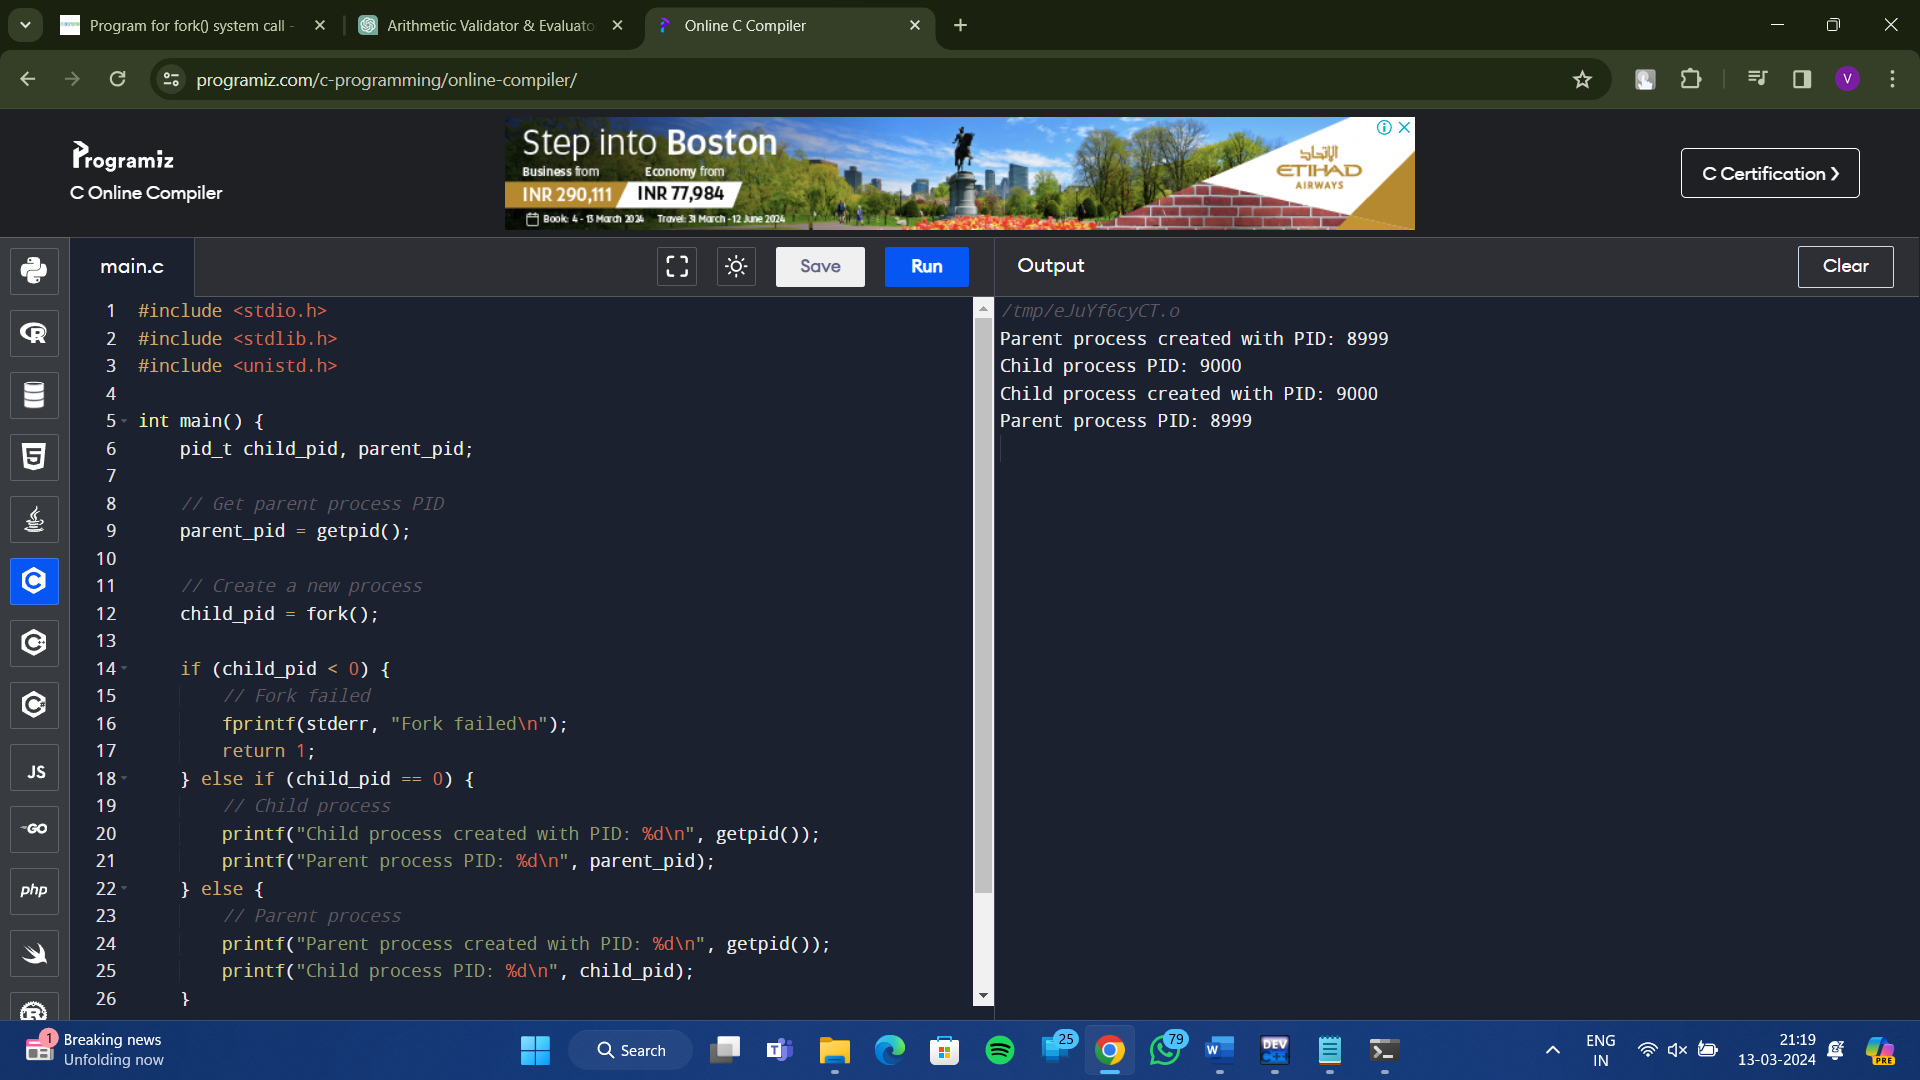 Program for fork() system call -
Arithmetic Validator & Evaluato
Online C Compiler
programiz.com/c-programming/online-compiler/
V
Programiz
C Online Compiler
Step into Boston
Business from
Economy from
INR 290,111
INR 77,984
Book: 4 - 13 March 2024 Travel: 31 March - 12 June 2024
الإتحاد
ETIHAD
AIRWAYS
C Certification ›
main.c
Save
Run
Output
Clear
1 #include <stdio.h>
2 #include <stdlib.h>
3 #include <unistd.h>
4
5 int main() {
6 pid_t child_pid, parent_pid;
7
8 // Get parent process PID
9 parent_pid = getpid();
10
11 // Create a new process
12 child_pid = fork();
13
14 if (child_pid < 0) {
15 // Fork failed
16 fprintf(stderr, "Fork failed\n");
17 return 1;
18 } else if (child_pid == 0) {
19 // Child process
20 printf("Child process created with PID: %d\n", getpid());
21 printf("Parent process PID: %d\n", parent_pid);
22 } else {
23 // Parent process
24 printf("Parent process created with PID: %d\n", getpid());
25 printf("Child process PID: %d\n", child_pid);
26 }
/tmp/eJuYf6cyCT.o
Parent process created with PID: 8999
Child process PID: 9000
Child process created with PID: 9000
Parent process PID: 8999
R
5
C
C
C
JS
GO
php
R
1
Breaking news
Unfolding now
Search
T
25
79
W
DEV
C++
ENG
IN
21:19
13-03-2024
PRE